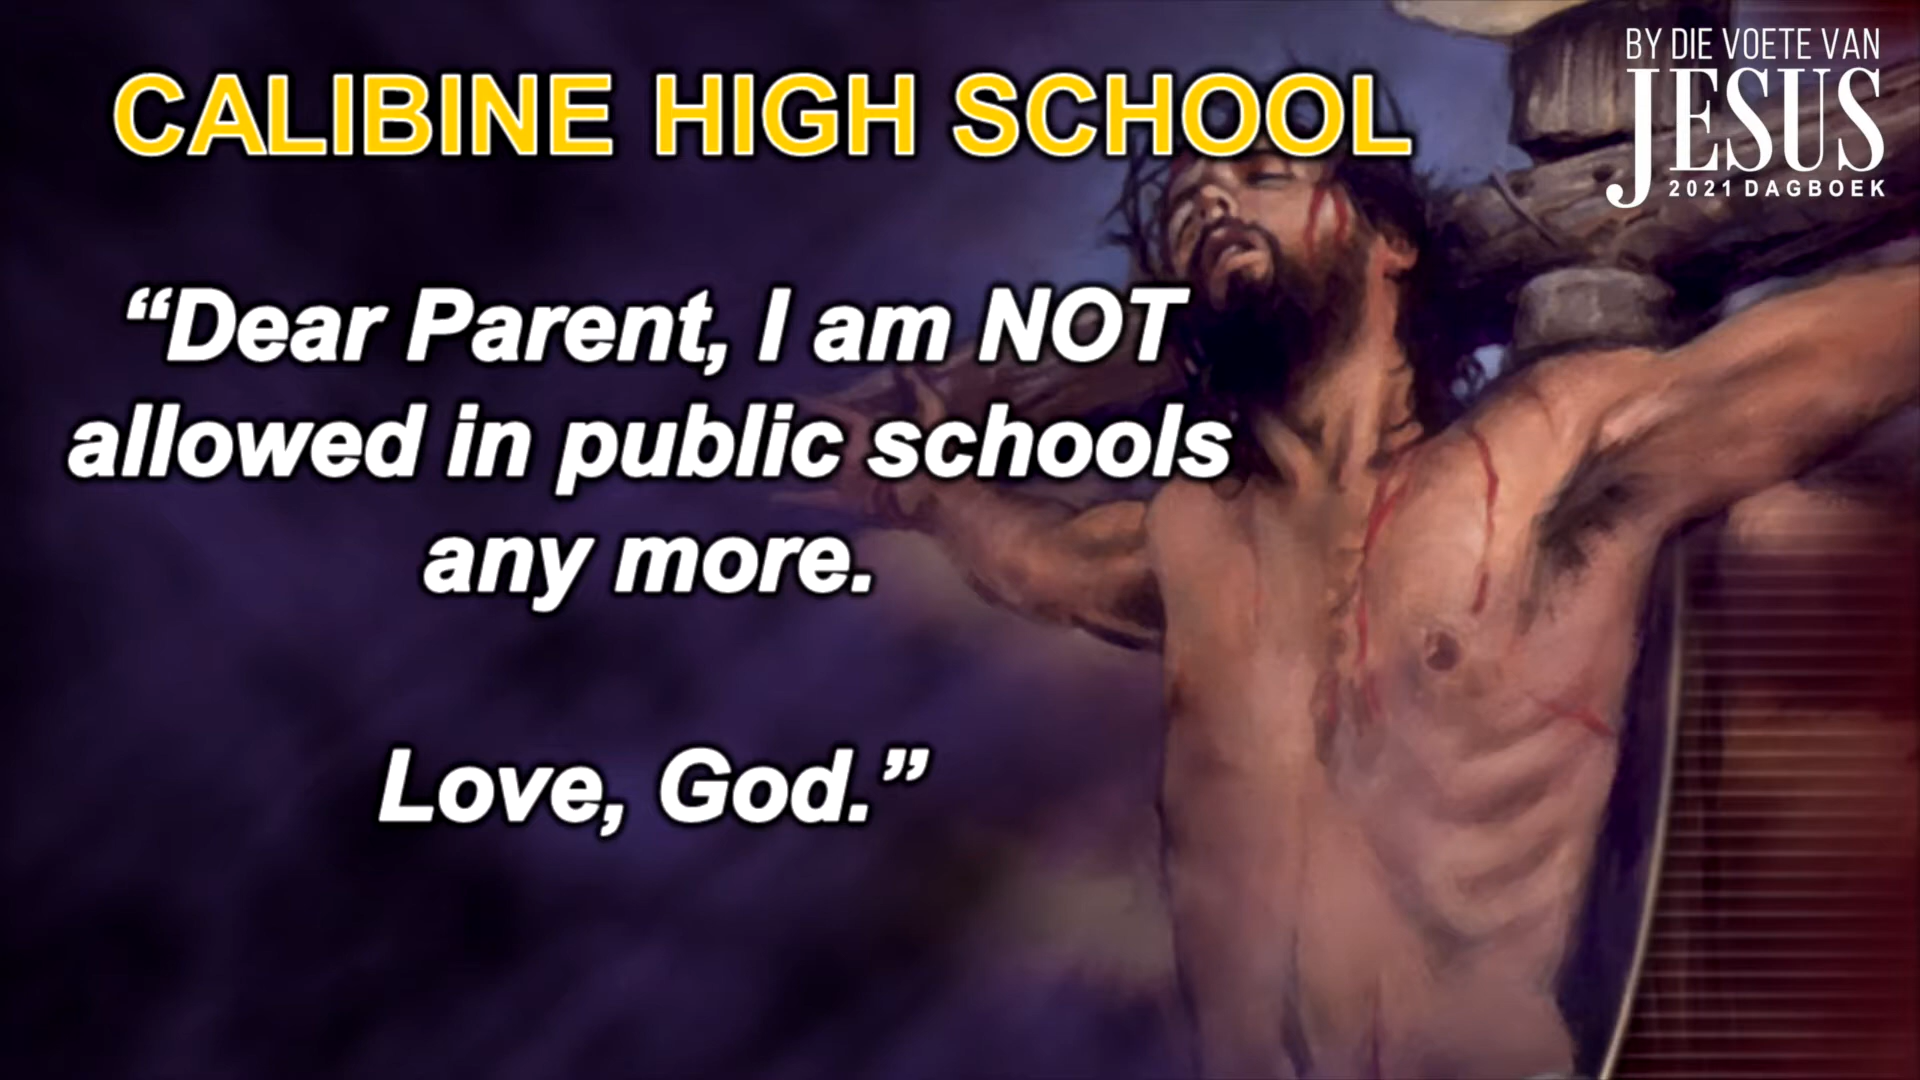 CALIBINE HIGH SCHOOL
BY DIE VOETE VAN
JESUS
2021 DAGBOEK
“Dear Parent, I am NOT
allowed in public schools
any more.
Love, God.”